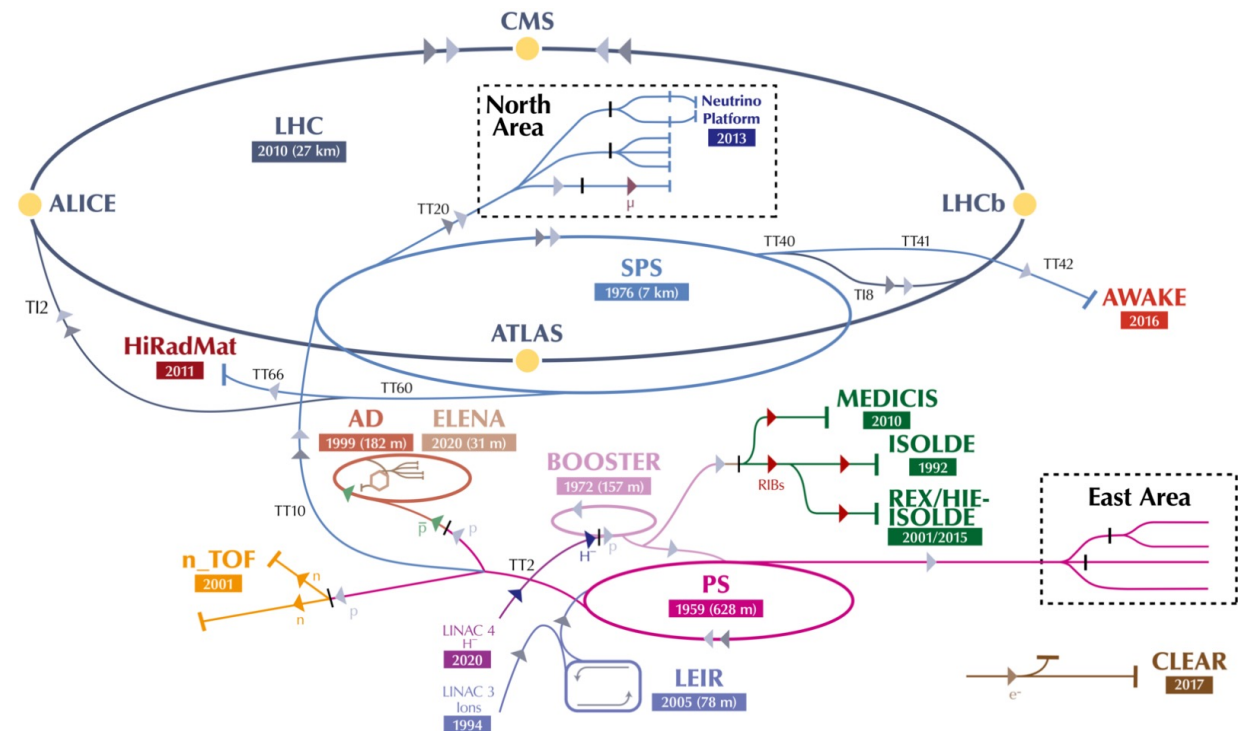 CMS
North
Area
Neutrino
Platform
2013
LHC
2010 (27 km)
μ
ALICE
LHCb
TT20
TT40
TT41
TT42
SPS
1976 (7 km)
TI8
TI2
AWAKE
2016
ATLAS
HiRadMat
2011
TT66
TT60
AD
1999 (182 m)
ELENA
2020 (31 m)
MEDICIS
2010
BOOSTER
1972 (157 m)
ISOLDE
1992
RIBs
REX/HIE-
ISOLDE
2001/2015
East Area
TT10
p̅
p
H⁻
p
n_TOF
2001
n
n
p
TT2
PS
1959 (628 m)
LINAC 4
H⁻
2020
LINAC 3
Ions
1994
LEIR
2005 (78 m)
e⁻
CLEAR
2017